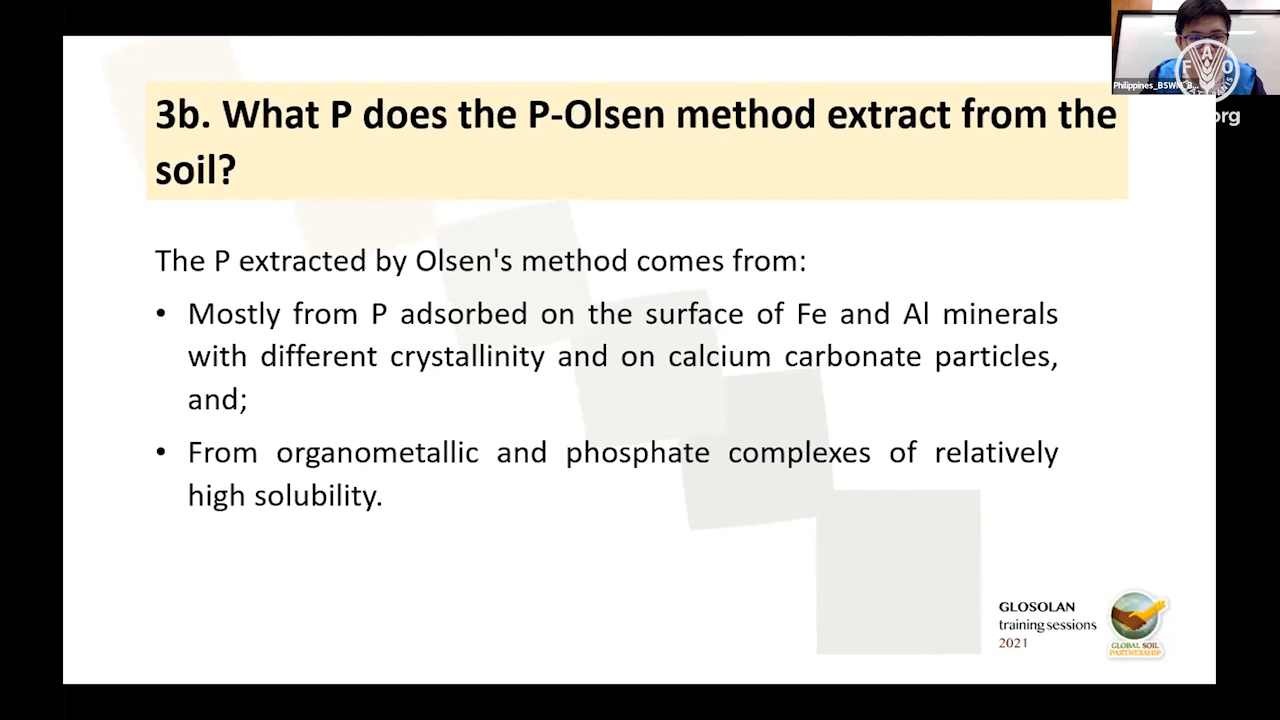 3b. What P does the P-Olsen method extract from the
soil?
The P extracted by Olsen's method comes from:
• Mostly from P adsorbed on the surface of Fe and Al minerals
with different crystallinity and on calcium carbonate particles,
and;
• From organometallic and phosphate complexes of relatively
high solubility.
GLOSOLAN
training sessions
2021
GLOBAL SOIL
PARTNERSHIP
F A O
org